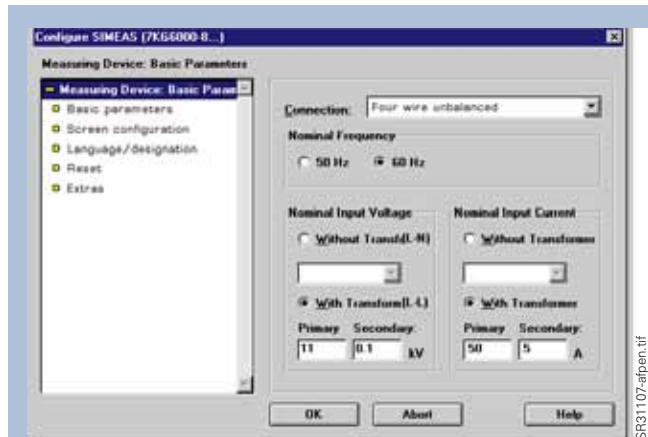 Configure SIMEAS (7KG6000-8...)
Measuring Device: Basic Parameters
Measuring Device: Basic Param
Basic parameters
Screen configuration
Language/designation
Reset
Extras
Connection: Four wire unbalanced
Nominal Frequency
50 Hz 60 Hz
Nominal Input Voltage
Without Transf(L-N)
With Transform(L-L)
Primary Secondary:
11 0.1 kV
Nominal Input Current
Without Transformer
With Transformer
Primary Secondary:
50 5 A
OK Abort Help
SR31107-afpen.tif